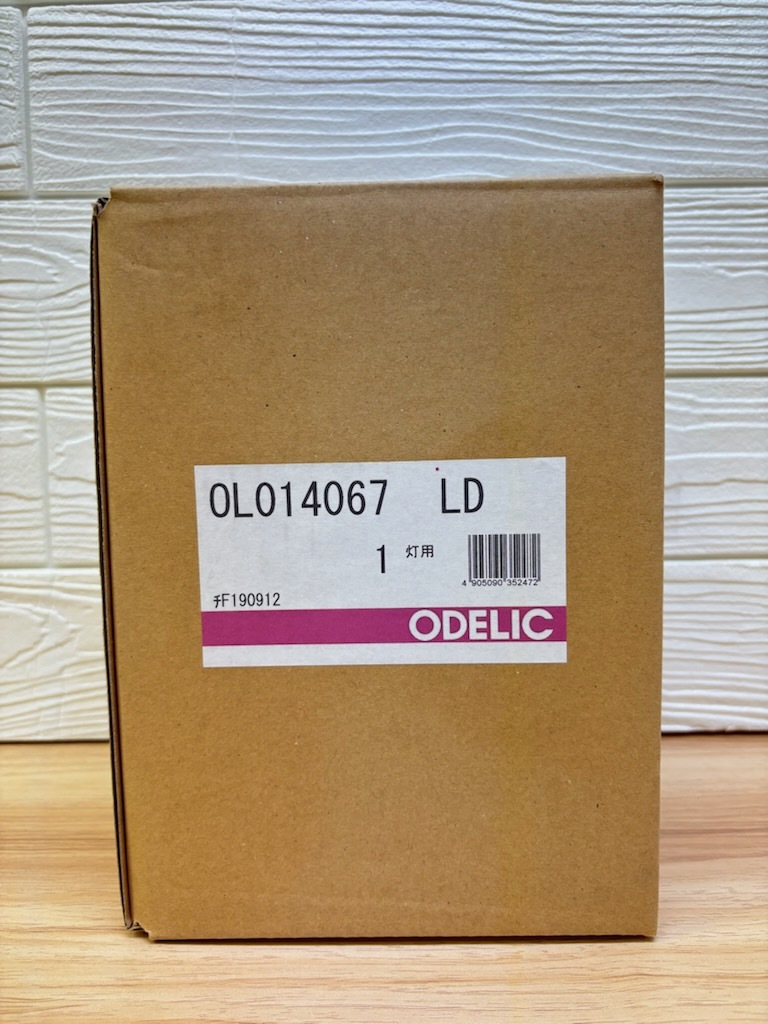 OL014067 LD
1 灯用
4 905090 352472
ﾁF190912
ODELIC